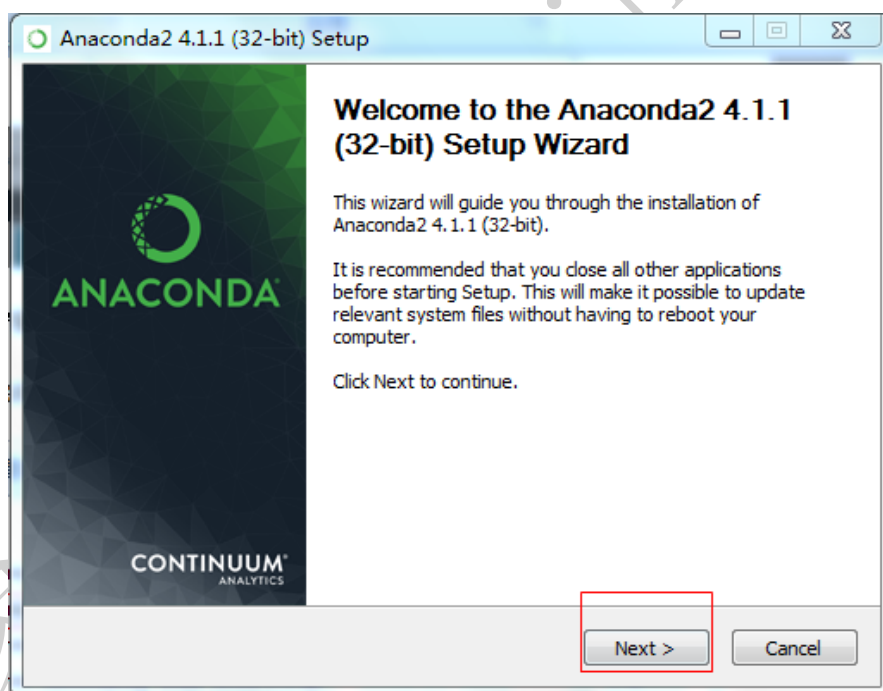 Anaconda2 4.1.1 (32-bit) Setup
Welcome to the Anaconda2 4.1.1
(32-bit) Setup Wizard
This wizard will guide you through the installation of
Anaconda2 4.1.1 (32-bit).
It is recommended that you close all other applications
before starting Setup. This will make it possible to update
relevant system files without having to reboot your
computer.
Click Next to continue.
ANACONDA
CONTINUUM®
ANALYTICS
Next >
Cancel